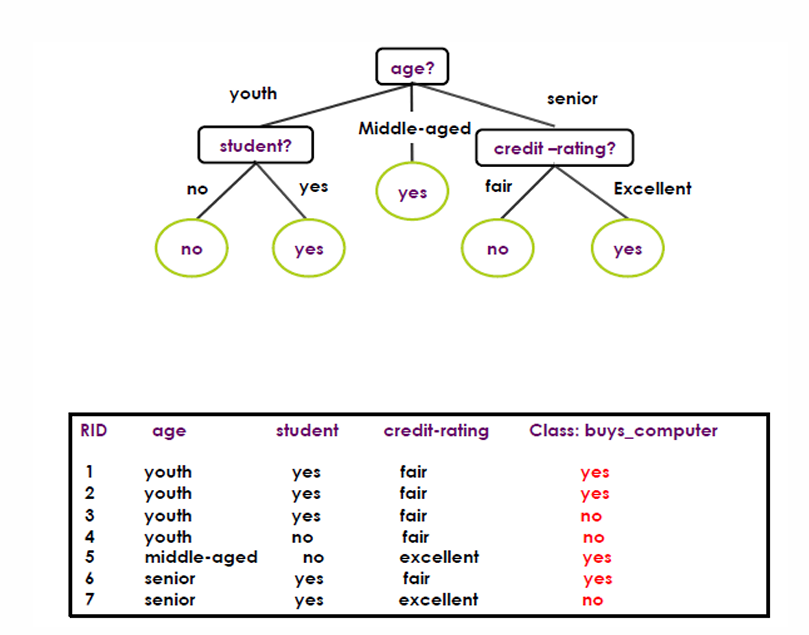 age?
youth
senior
Middle-aged
student?
credit –rating?
no
yes
yes
fair
Excellent
no
yes
no
yes
RID age student credit-rating Class: buys_computer
1 youth yes fair yes
2 youth yes fair yes
3 youth yes fair no
4 youth no fair no
5 middle-aged no excellent yes
6 senior yes fair yes
7 senior yes excellent no